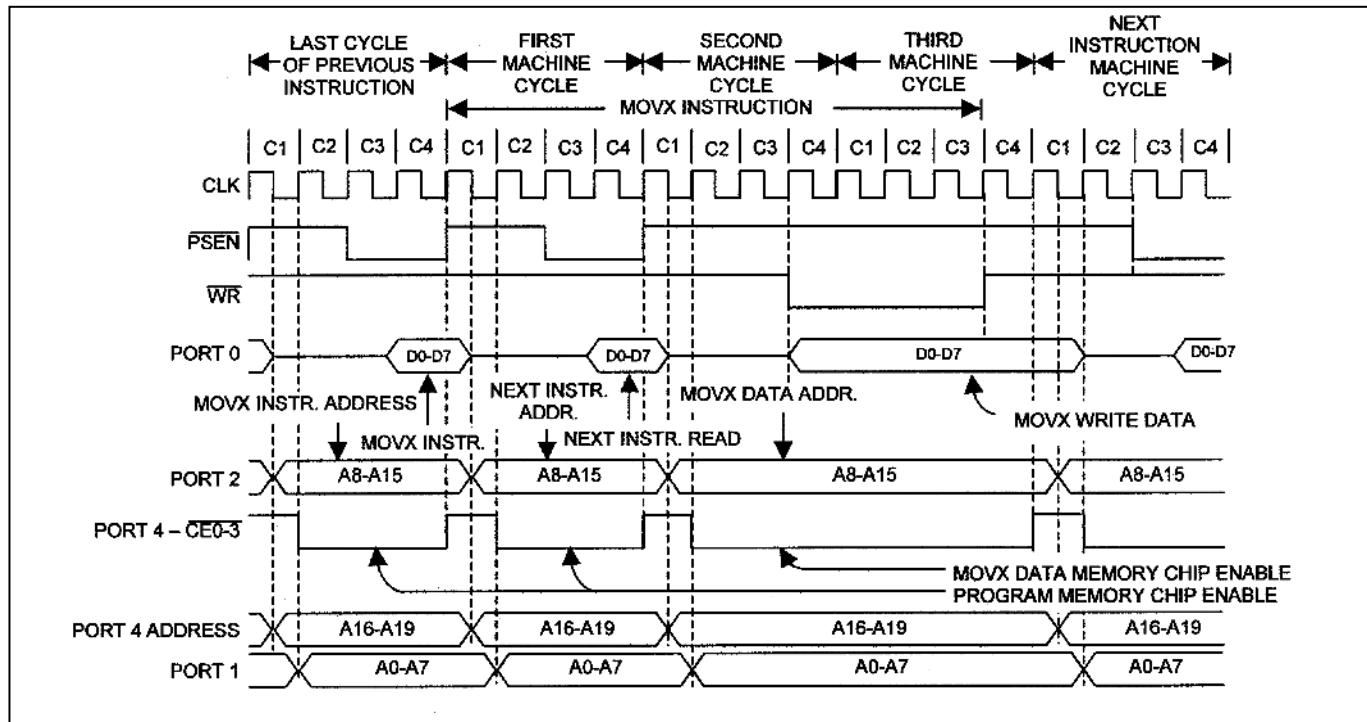 LAST CYCLE
OF PREVIOUS
INSTRUCTION
FIRST
MACHINE
CYCLE
SECOND
MACHINE
CYCLE
THIRD
MACHINE
CYCLE
NEXT
INSTRUCTION
MACHINE
CYCLE
MOVX INSTRUCTION
C1 C2 C3 C4 C1 C2 C3 C4 C1 C2 C3 C4 C1 C2 C3 C4 C1 C2 C3 C4
CLK
PSEN
WR
PORT 0 D0-D7 D0-D7 D0-D7 D0-D7
MOVX INSTR. ADDRESS
MOVX INSTR.
NEXT INSTR.
ADDR.
NEXT INSTR. READ
MOVX DATA ADDR.
MOVX WRITE DATA
PORT 2 A8-A15 A8-A15 A8-A15 A8-A15
PORT 4 – CE0-3
MOVX DATA MEMORY CHIP ENABLE
PROGRAM MEMORY CHIP ENABLE
PORT 4 ADDRESS A16-A19 A16-A19 A16-A19 A16-A19
PORT 1 A0-A7 A0-A7 A0-A7 A0-A7